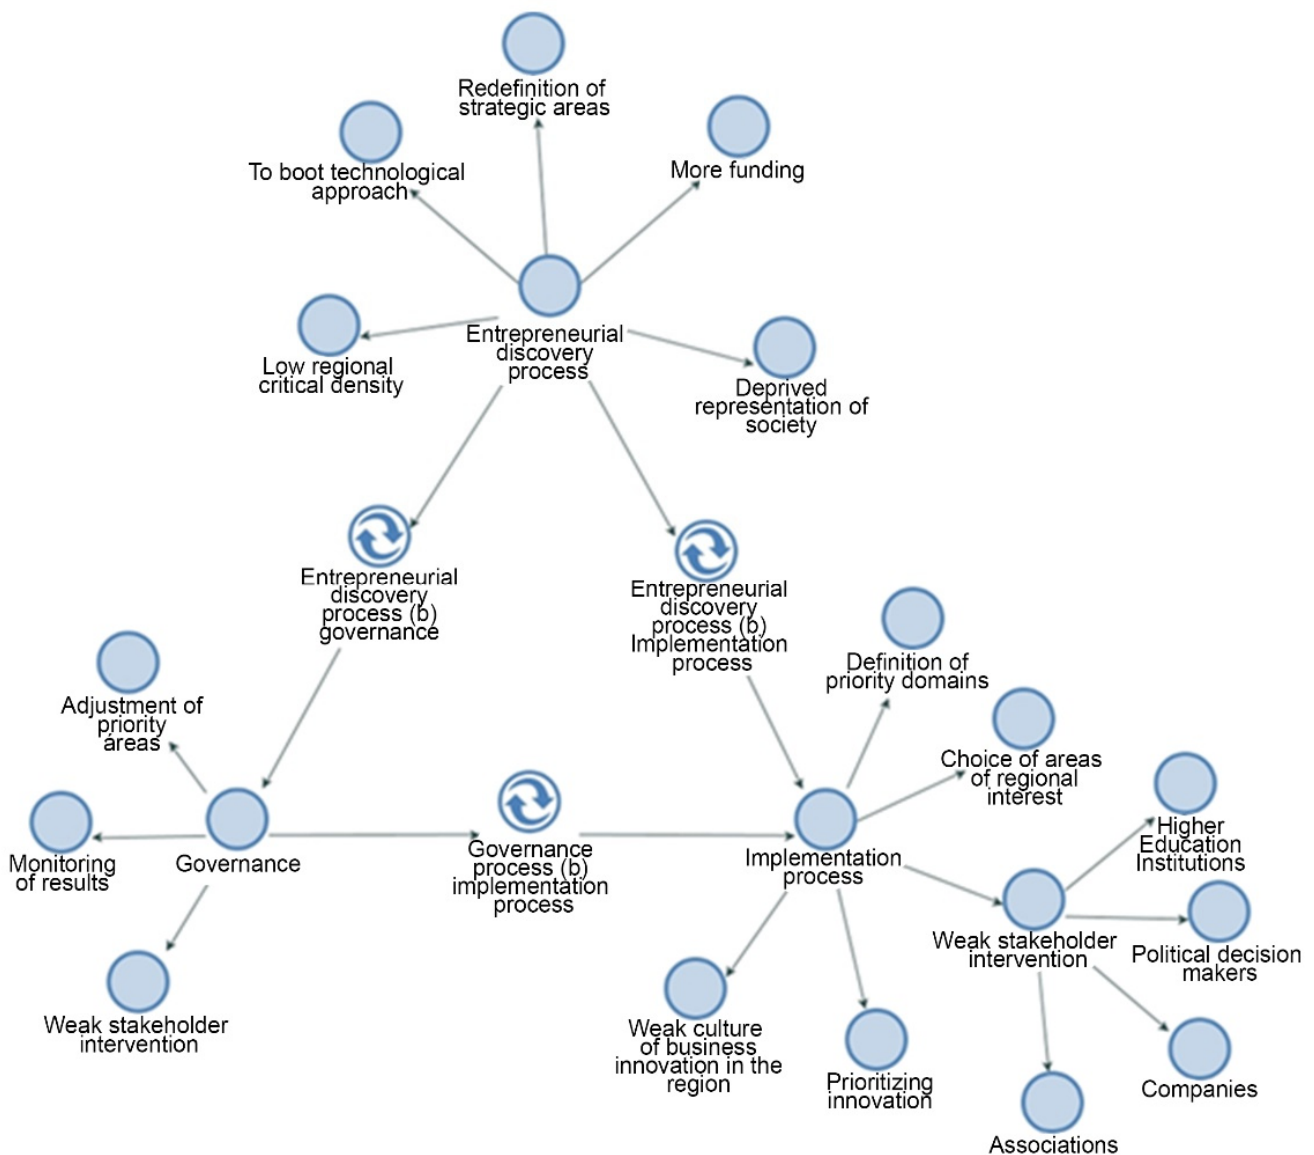 Redefinition of
strategic areas
To boot technological
approach
More funding
Entrepreneurial
discovery
process
Low regional
critical density
Deprived
representation of
society
Entrepreneurial
discovery
process (b)
governance
Entrepreneurial
discovery
process (b)
Implementation
process
Definition of
priority domains
Adjustment of
priority
areas
Choice of areas
of regional
interest
Higher
Education
Institutions
Monitoring
of results
Governance
Governance
process (b)
implementation
process
Implementation
process
Weak stakeholder
intervention
Political decision
makers
Weak stakeholder
intervention
Weak culture
of business
innovation in the
region
Prioritizing
innovation
Companies
Associations